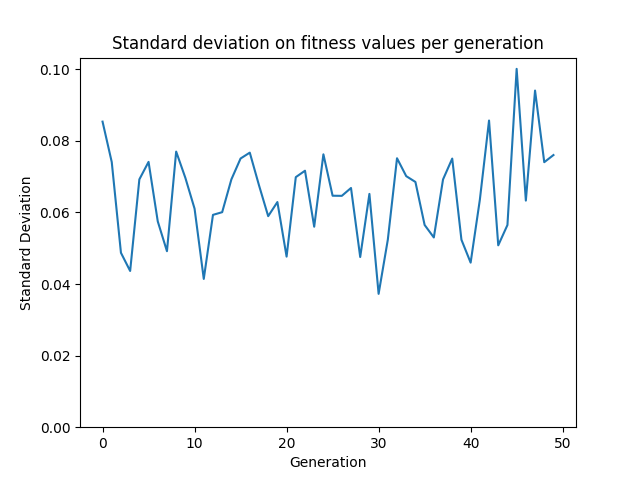 Standard deviation on fitness values per generation
0.10
0.08
0.06
0.04
0.02
0.00
Standard Deviation
0 10 20 30 40 50
Generation